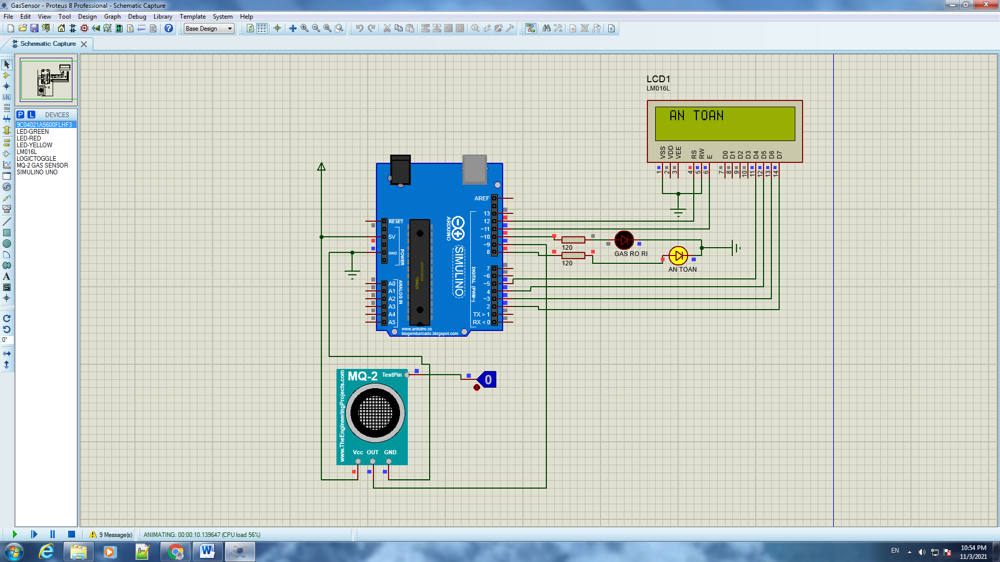 GasSensor - Proteus 8 Professional - Schematic Capture
File Edit View Tool Design Graph Debug Library Template System Help
Base Design
Schematic Capture
P L DEVICES
9C04021A5600FLHF3
LED-GREEN
LED-RED
LED-YELLOW
LM016L
LOGICTOGGLE
MQ-2 GAS SENSOR
SIMULINO UNO
LBL
A
S
0°
LCD1
LM016L
AN TOAN
VSS VDD VEE RS RW E D0 D1 D2 D3 D4 D5 D6 D7
1 2 3 4 5 6 7 8 9 10 11 12 13 14
AREF
13
12
~11
~10
~9
8
7
~6
~5
4
~3
2
TX > 1
RX < 0
RESET
5V
GND
POWER
A0
A1
A2
A3
A4
A5
ANALOG IN
ATMEL
ATMEGA328P
ARDUINO
SIMULINO
DIGITAL (PWM~)
www.arduino.cc
blogembarcado.blogspot.com
120
GAS RO RI
120
AN TOAN
MQ-2 TestPin
0
www.TheEngineeringProjects.com
Vcc OUT GND
9 Message(s) ANIMATING: 00:00:10.139647 (CPU load 56%)
EN
10:54 PM
11/3/2021